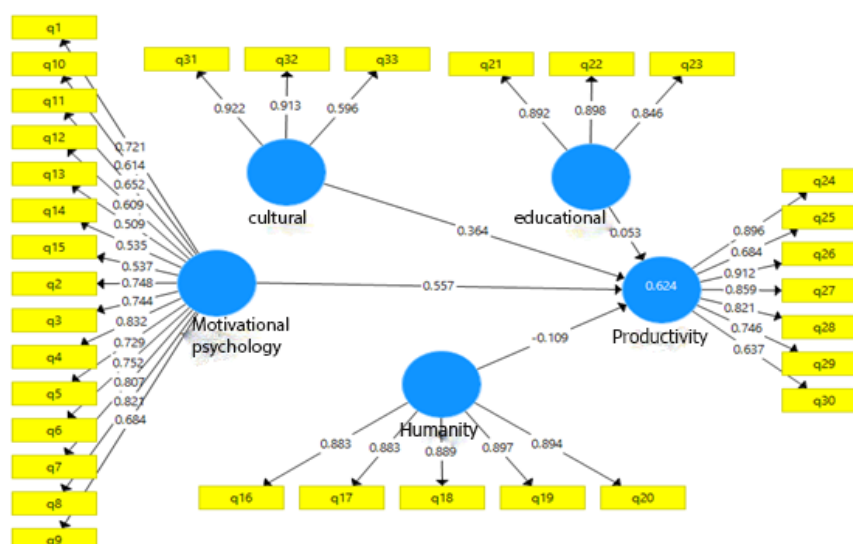 q1
q10
q11
q12
q13
q14
q15
q2
q3
q4
q5
q6
q7
q8
q9
0.721
0.614
0.652
0.609
0.509
0.535
0.537
0.748
0.744
0.832
0.729
0.752
0.807
0.821
0.684
Motivational
psychology
q31
q32
q33
0.922
0.913
0.596
cultural
q21
q22
q23
0.892
0.898
0.846
educational
0.364
0.053
0.557
-0.109
0.624
Productivity
q24
q25
q26
q27
q28
q29
q30
0.896
0.684
0.912
0.859
0.821
0.746
0.637
Humanity
0.883
0.883
0.889
0.897
0.894
q16
q17
q18
q19
q20